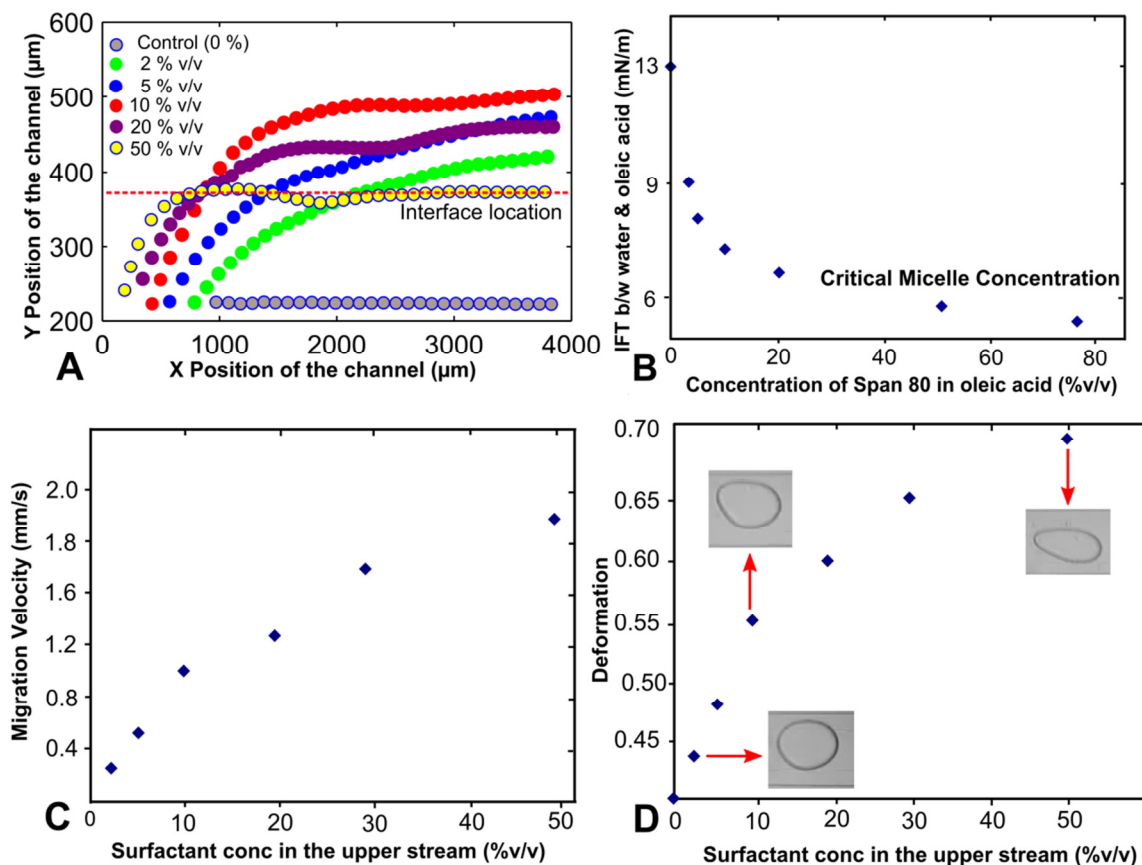 600
500
400
300
200
Y Position of the channel (μm)
Control (0 %)
2 % v/v
5 % v/v
10 % v/v
20 % v/v
50 % v/v
Interface location
0 1000 2000 3000 4000
X Position of the channel (μm)
A
13
9
6
IFT b/w water & oleic acid (mN/m)
Critical Micelle Concentration
0 20 40 60 80
Concentration of Span 80 in oleic acid (%v/v)
B
2.0
1.8
1.6
1.2
0.8
0.4
Migration Velocity (mm/s)
0 10 20 30 40 50
Surfactant conc in the upper stream (%v/v)
C
0.70
0.65
0.60
0.55
0.50
0.45
Deformation
0 10 20 30 40 50
Surfactant conc in the upper stream (%v/v)
D